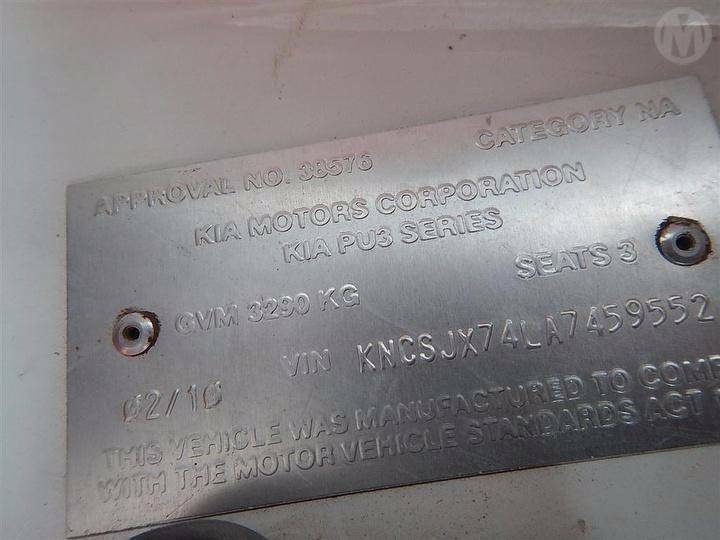 APPROVAL NO. 38576 CATEGORY NA
KIA MOTORS CORPORATION
KIA PU3 SERIES
GVM 3290 KG SEATS 3
02/10 VIN KNCSJX74LA7459552
THIS VEHICLE WAS MANUFACTURED TO COMP
WITH THE MOTOR VEHICLE STANDARDS ACT
M